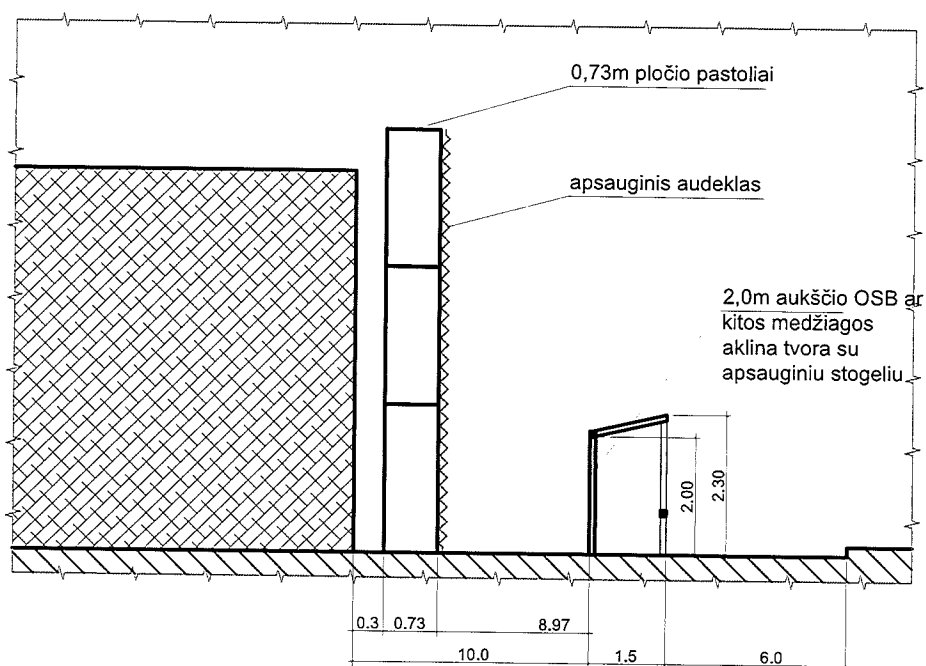 0,73m pločio pastoliai
apsauginis audeklas
2,0m aukščio OSB ar
kitos medžiagos
aklina tvora su
apsauginiu stogeliu
2.00
2.30
0.3
0.73
8.97
10.0
1.5
6.0